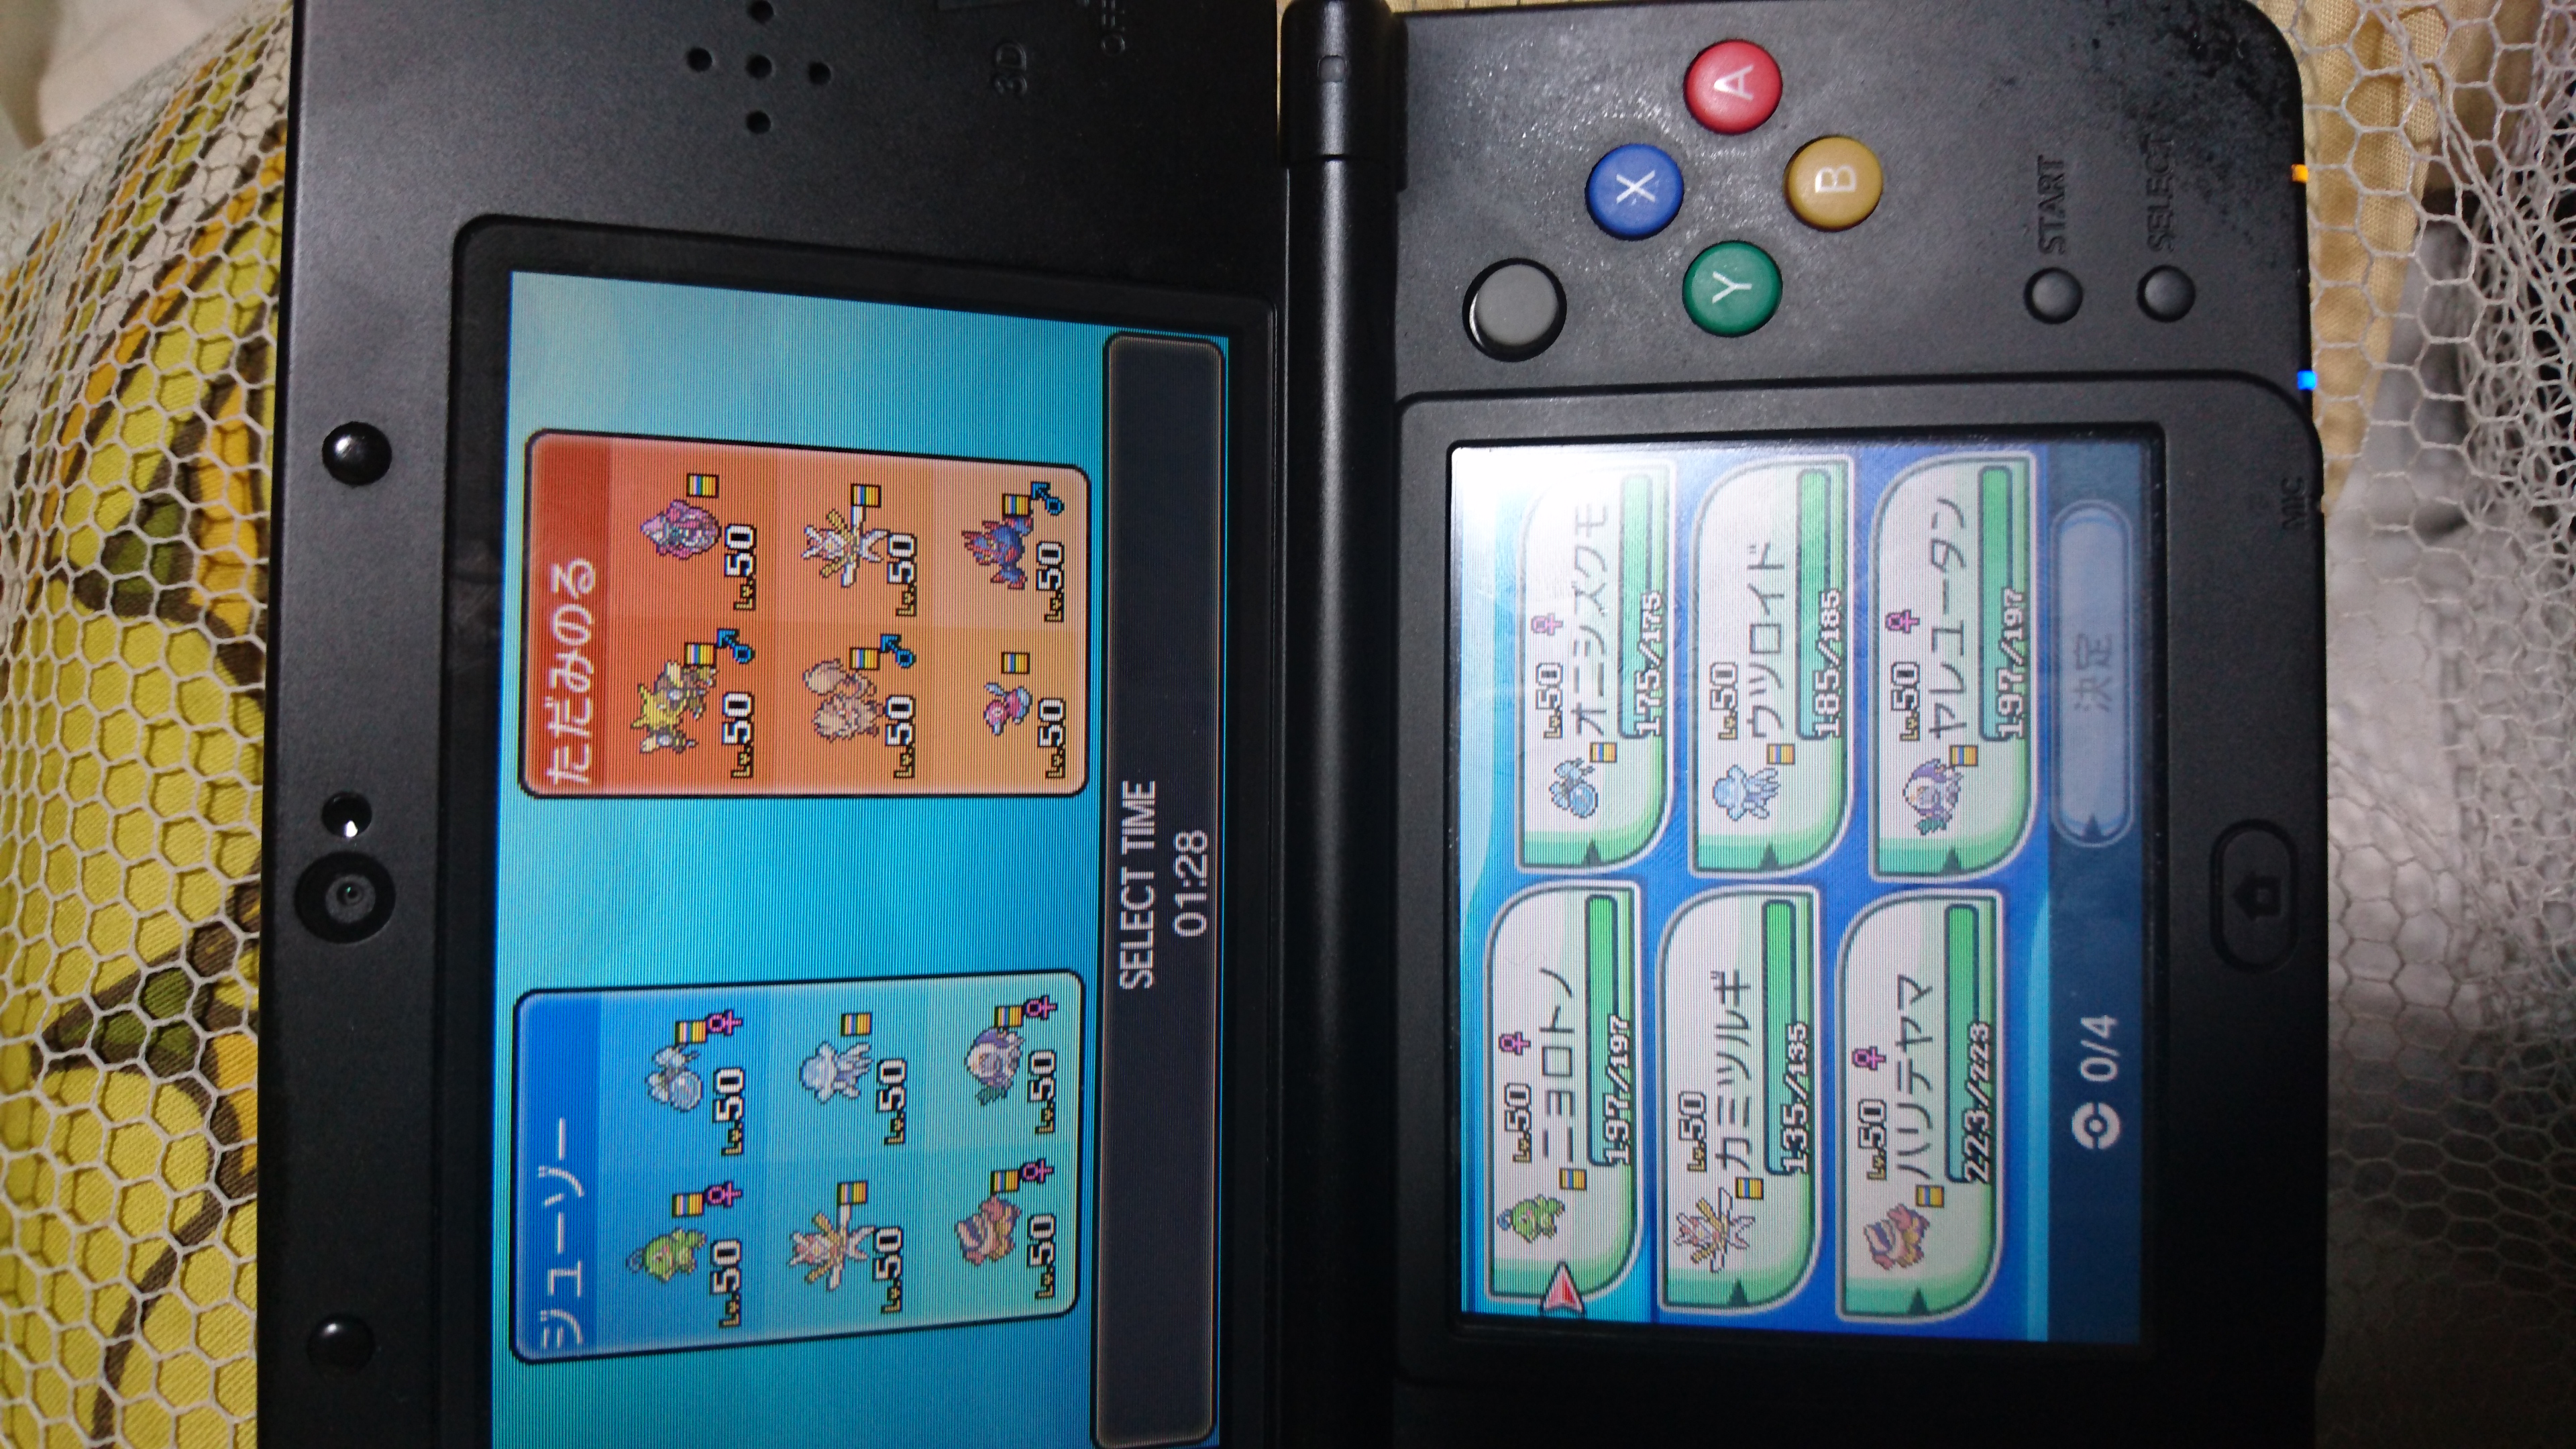 ジューゾー
ただみのる
Lv.50 ♀ Lv.50 ♀
Lv.50 ♂ Lv.50
Lv.50 Lv.50
Lv.50 ♂ Lv.50
Lv.50 ♀ Lv.50 ♀
Lv.50 Lv.50 ♂
SELECT TIME
01:28
3D
OFF
Lv.50 ♀
ニョロトノ
197/197
Lv.50 ♀
オニシズクモ
175/175
Lv.50
カミツルギ
135/135
Lv.50
ウツロイド
185/185
Lv.50 ♀
ハリテヤマ
223/223
Lv.50 ♀
ヤレユータン
197/197
0/4
決定
X
Y
A
B
START
SELECT
MIC